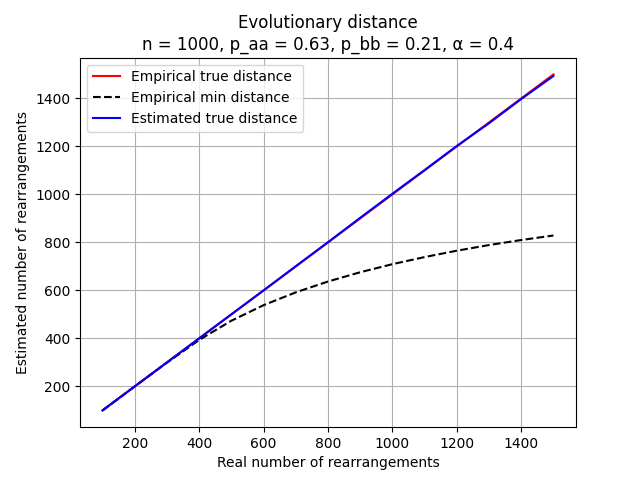 Evolutionary distance
n = 1000, p_aa = 0.63, p_bb = 0.21, α = 0.4
Empirical true distance
Empirical min distance
Estimated true distance
Estimated number of rearrangements
1400
1200
1000
800
600
400
200
200 400 600 800 1000 1200 1400
Real number of rearrangements